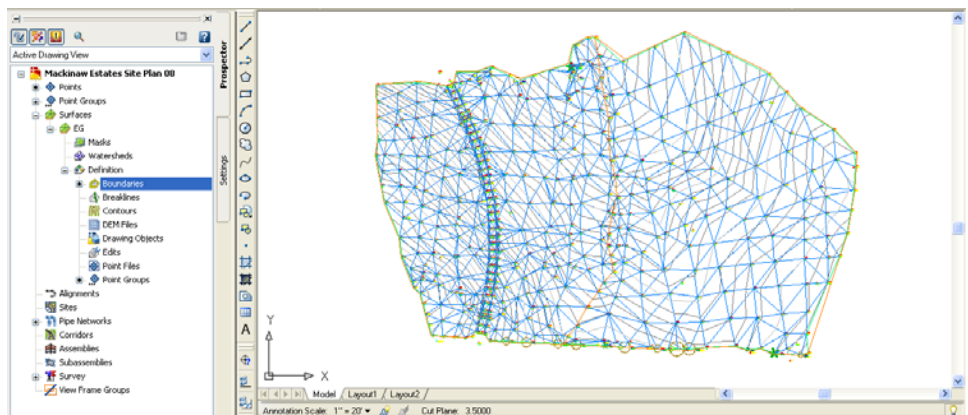 Active Drawing View
Mackinaw Estates Site Plan 08
Points
Point Groups
Surfaces
EG
Masks
Watersheds
Definition
Boundaries
Breaklines
Contours
DEM Files
Drawing Objects
Edits
Point Files
Point Groups
Alignments
Sites
Pipe Networks
Corridors
Assemblies
Subassemblies
Survey
View Frame Groups
Prospector
Settings
A
Y
X
Model / Layout1 / Layout2 /
Annotation Scale: 1" = 20' Cut Plane: 3.5000